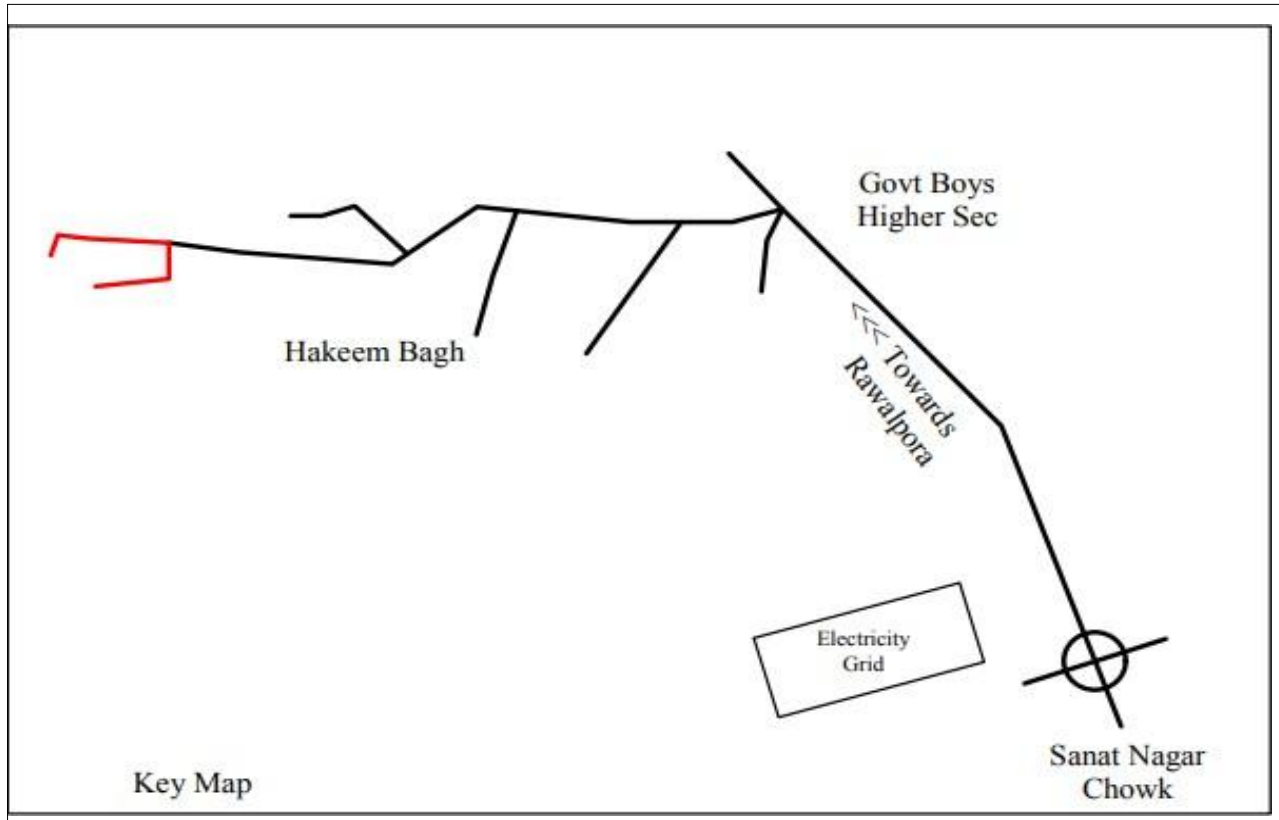 Govt Boys
Higher Sec
<<< Towards
Rawalpora
Hakeem Bagh
Electricity
Grid
Sanat Nagar
Chowk
Key Map